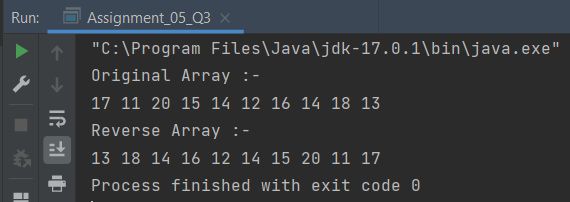 Run: Assignment_05_Q3
"C:\Program Files\Java\jdk-17.0.1\bin\java.exe"
Original Array :-
17 11 20 15 14 12 16 14 18 13
Reverse Array :-
13 18 14 16 12 14 15 20 11 17
Process finished with exit code 0